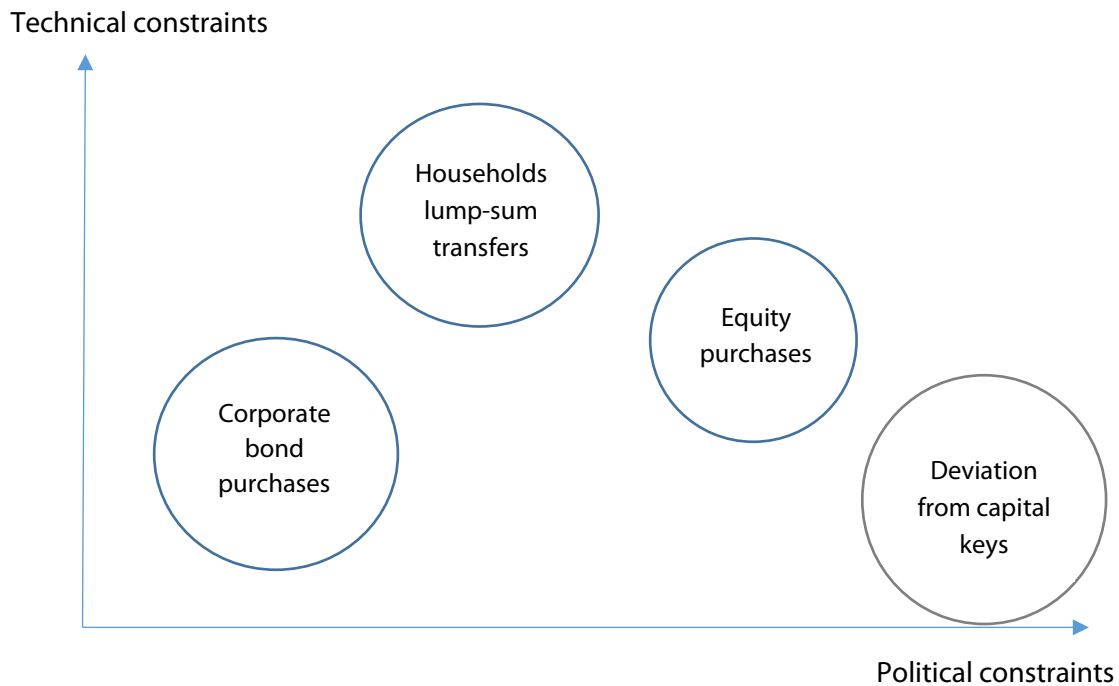 Technical constraints
Households
lump-sum
transfers
Equity
purchases
Corporate
bond
purchases
Deviation
from capital
keys
Political constraints